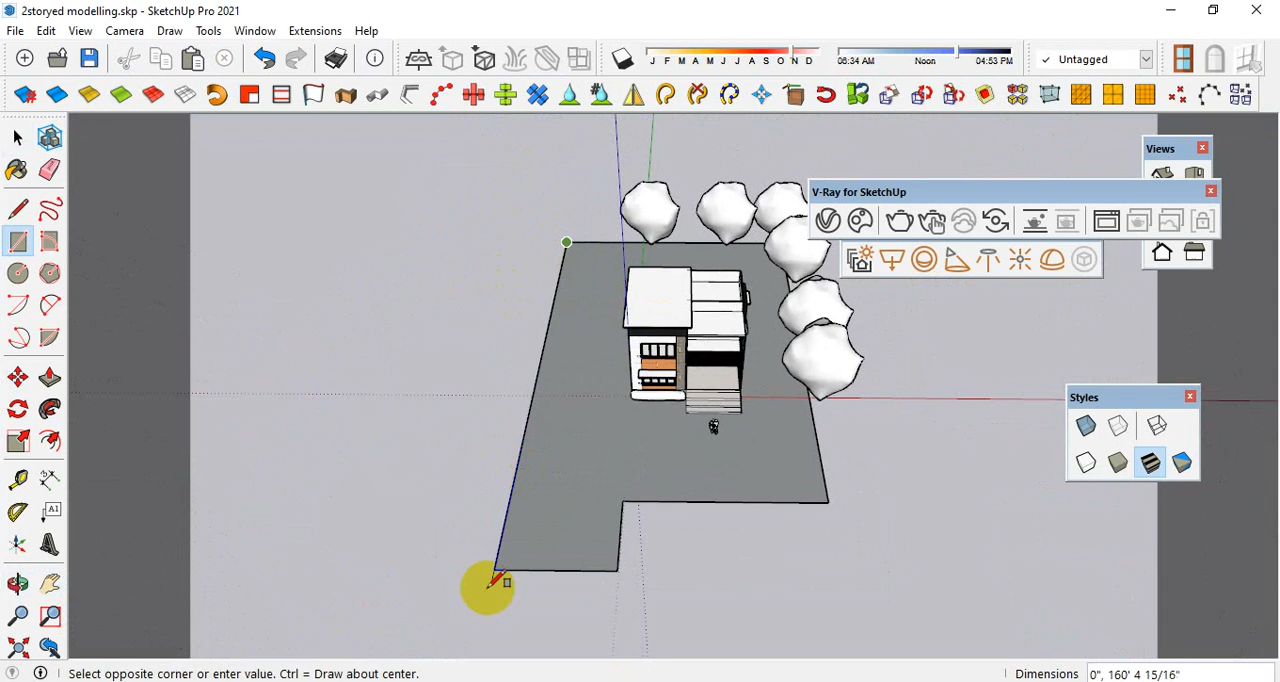 2storyed modelling.skp - SketchUp Pro 2021
File Edit View Camera Draw Tools Window Extensions Help
J F M A M J J A S O N D
06:34 AM Noon 04:53 PM
✓ Untagged
Views
V-Ray for SketchUp
Styles
A1
Select opposite corner or enter value. Ctrl = Draw about center.
Dimensions 0", 160' 4 15/16"